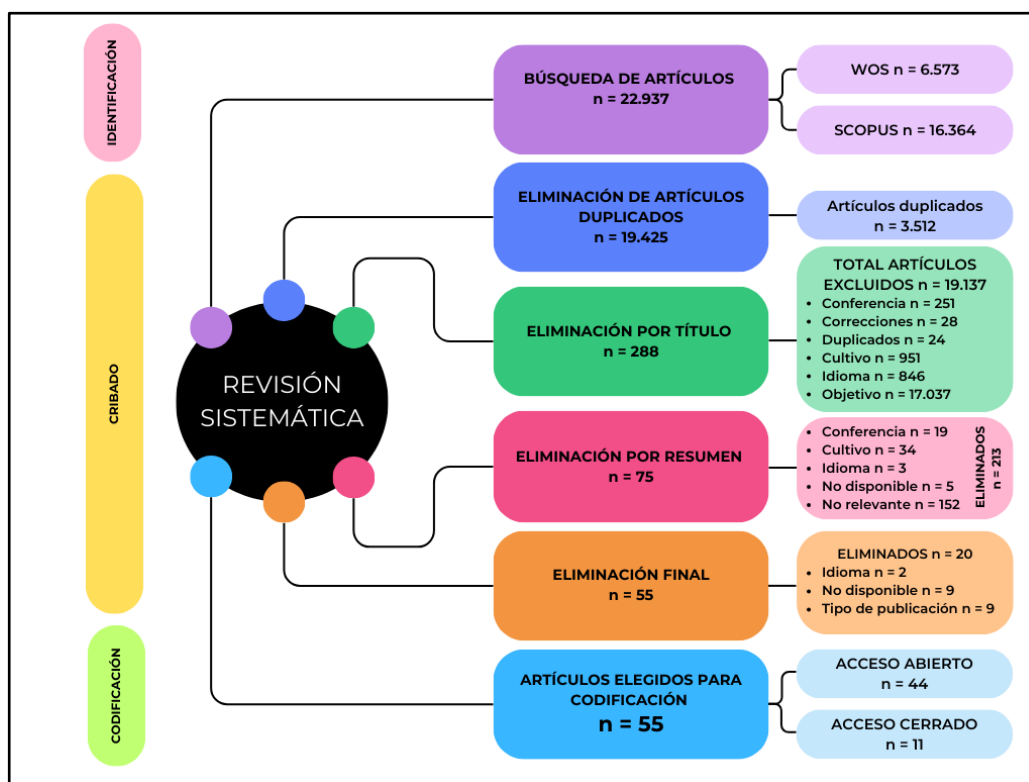 IDENTIFICACIÓN
BÚSQUEDA DE ARTÍCULOS
n = 22.937
WOS n = 6.573
SCOPUS n = 16.364
CRIBADO
ELIMINACIÓN DE ARTÍCULOS
DUPLICADOS
n = 19.425
Artículos duplicados
n = 3.512
REVISIÓN
SISTEMÁTICA
ELIMINACIÓN POR TÍTULO
n = 288
TOTAL ARTÍCULOS
EXCLUIDOS n = 19.137
• Conferencia n = 251
• Correcciones n = 28
• Duplicados n = 24
• Cultivo n = 951
• Idioma n = 846
• Objetivo n = 17.037
ELIMINACIÓN POR RESUMEN
n = 75
• Conferencia n = 19
• Cultivo n = 34
• Idioma n = 3
• No disponible n = 5
• No relevante n = 152
ELIMINADOS
n = 213
ELIMINACIÓN FINAL
n = 55
ELIMINADOS n = 20
• Idioma n = 2
• No disponible n = 9
• Tipo de publicación n = 9
CODIFICACIÓN
ARTÍCULOS ELEGIDOS PARA
CODIFICACIÓN
n = 55
ACCESO ABIERTO
n = 44
ACCESO CERRADO
n = 11